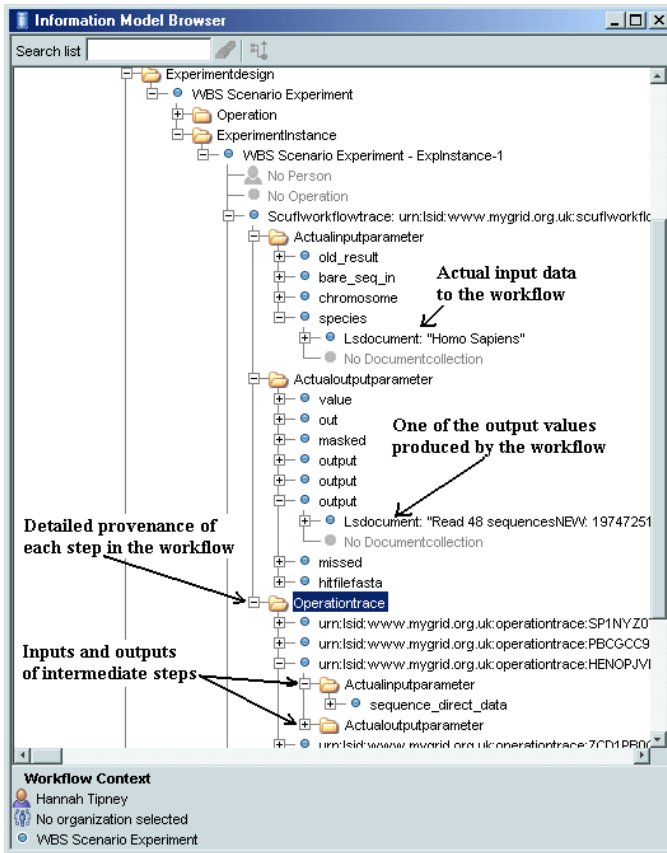 Information Model Browser
Search list
Experimentdesign
WBS Scenario Experiment
Operation
ExperimentInstance
WBS Scenario Experiment - ExpInstance-1
No Person
No Operation
Scuflworkflowtrace: urn:lsid:www.mygrid.org.uk:scuflworkflo
Actualinputparameter
old_result
bare_seq_in
chromosome
species
Actual input data
to the workflow
Lsdocument: "Homo Sapiens"
No Documentcollection
Actualoutputparameter
value
out
masked
output
output
output
One of the output values
produced by the workflow
Lsdocument: "Read 48 sequencesNEW: 19747251
No Documentcollection
missed
hitfilefasta
Detailed provenance of
each step in the workflow
Operationtrace
urn:lsid:www.mygrid.org.uk:operationtrace:SP1NYZ0
urn:lsid:www.mygrid.org.uk:operationtrace:PBCGCC9
urn:lsid:www.mygrid.org.uk:operationtrace:HENOPJVI
Inputs and outputs
of intermediate steps
Actualinputparameter
sequence_direct_data
Actualoutputparameter
urn:lsid:www.mygrid.org.uk:operationtrace:7CD1PB0
Workflow Context
Hannah Tipney
No organization selected
WBS Scenario Experiment